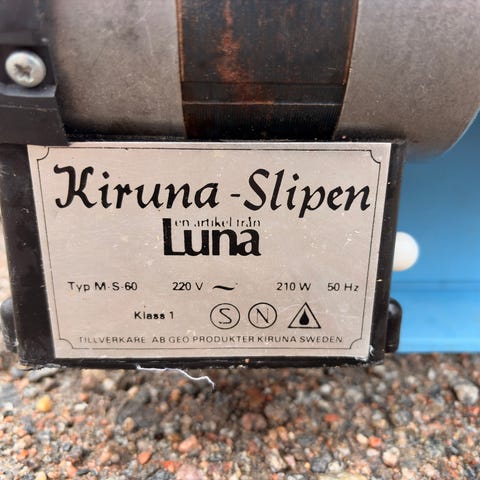 Kiruna-Slipen
en artikel från
Luna
Typ M-S-60 220 V ~ 210 W 50 Hz
Klass 1 S N
TILLVERKARE AB GEO PRODUKTER KIRUNA SWEDEN